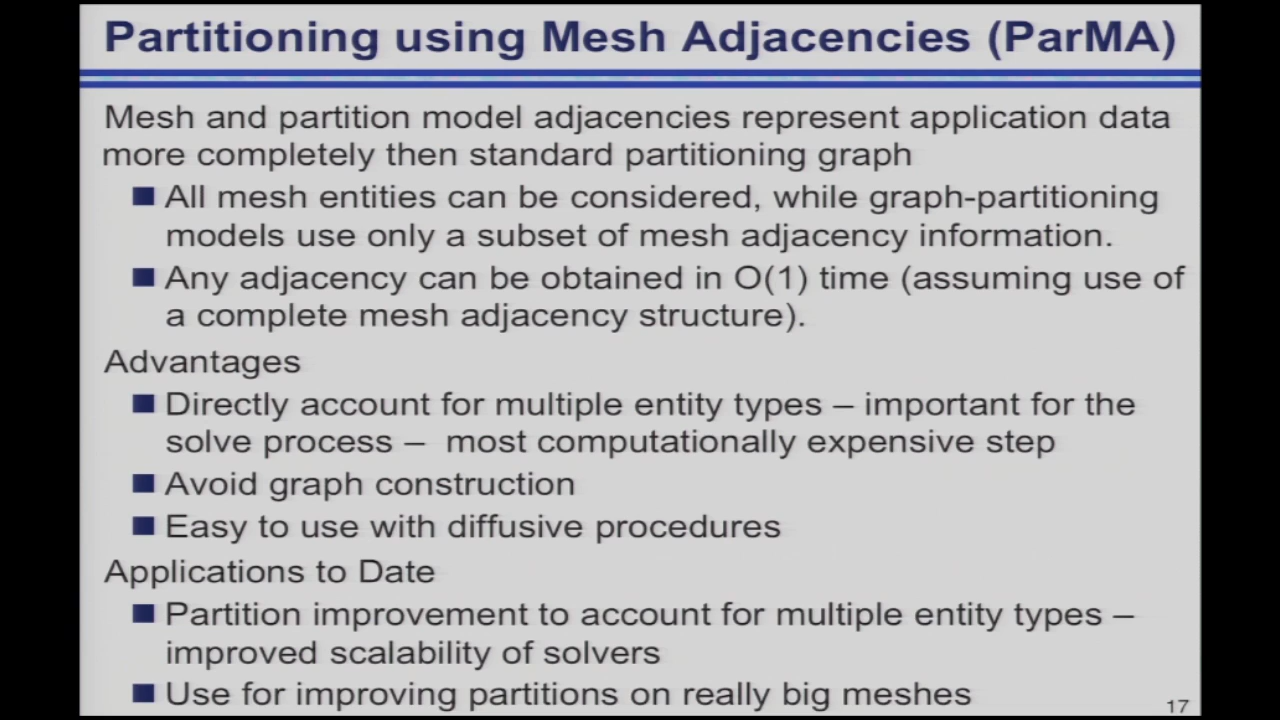 Partitioning using Mesh Adjacencies (ParMA)
Mesh and partition model adjacencies represent application data
more completely then standard partitioning graph
All mesh entities can be considered, while graph-partitioning
models use only a subset of mesh adjacency information.
Any adjacency can be obtained in O(1) time (assuming use of
a complete mesh adjacency structure).
Advantages
Directly account for multiple entity types – important for the
solve process – most computationally expensive step
Avoid graph construction
Easy to use with diffusive procedures
Applications to Date
Partition improvement to account for multiple entity types –
improved scalability of solvers
Use for improving partitions on really big meshes
17